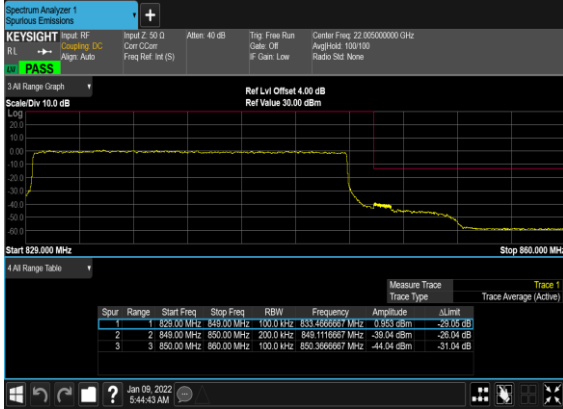 Spectrum Analyzer 1
Spurious Emissions
KEYSIGHT
RL
Input: RF
Coupling: DC
Align: Auto
Input Z: 50 Ω
Corr CCorr
Freq Ref: Int (S)
Atten: 40 dB
Trig: Free Run
Gate: Off
IF Gain: Low
Center Freq: 22.005000000 GHz
Avg|Hold: 100/100
Radio Std: None
PASS
3 All Range Graph
Scale/Div 10.0 dB
Ref Lvl Offset 4.00 dB
Ref Value 30.00 dBm
Log
20.0
10.0
0.00
-10.0
-20.0
-30.0
-40.0
-50.0
-60.0
Start 829.000 MHz
Stop 860.000 MHz
4 All Range Table
Measure Trace Trace 1
Trace Type Trace Average (Active)
Spur Range Start Freq Stop Freq RBW Frequency Amplitude ΔLimit
1 1 829.00 MHz 849.00 MHz 100.0 kHz 833.4666667 MHz 0.953 dBm -29.05 dB
2 2 849.00 MHz 850.00 MHz 200.0 kHz 849.1116667 MHz -39.04 dBm -26.04 dB
3 3 850.00 MHz 860.00 MHz 100.0 kHz 850.3666667 MHz -44.04 dBm -31.04 dB
?
Jan 09, 2022
5:44:43 AM